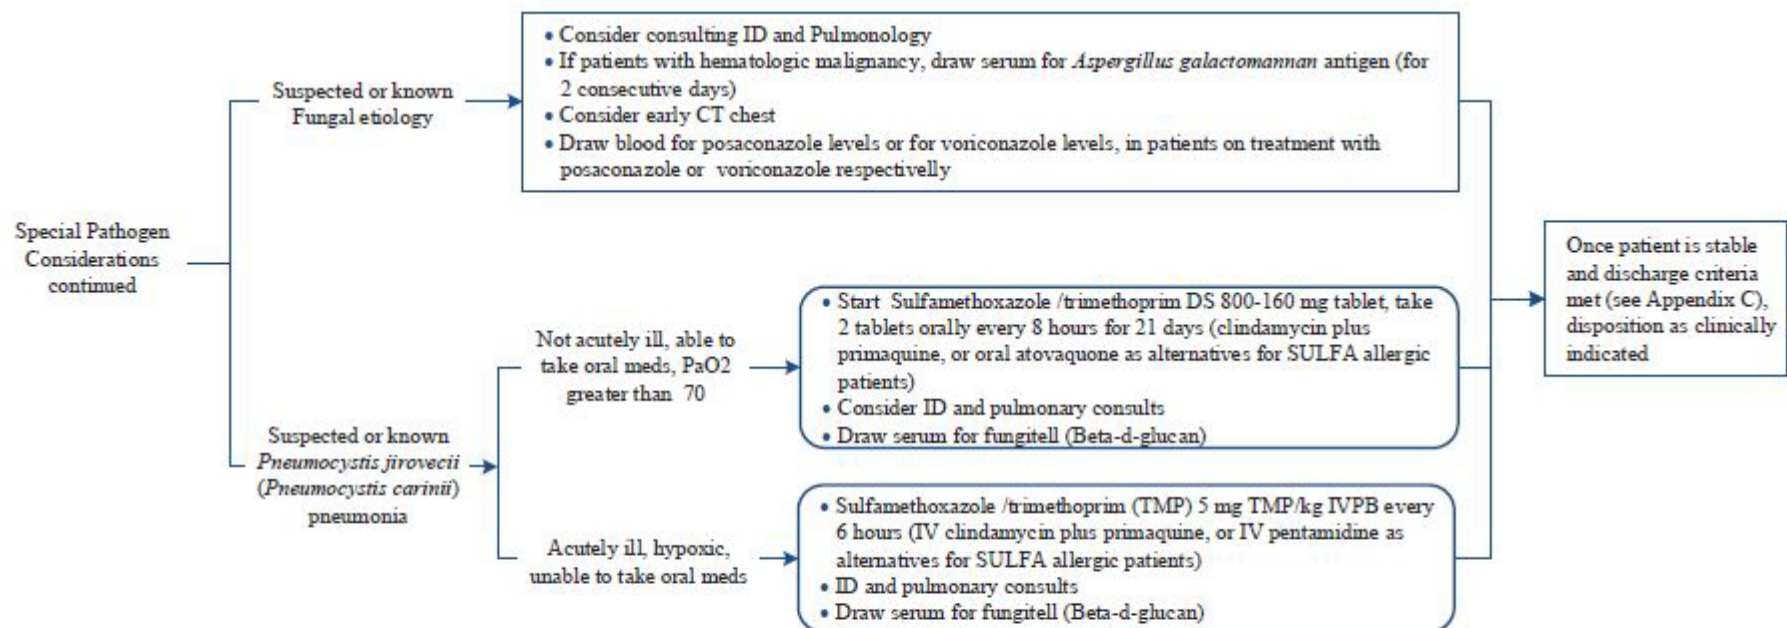 Special Pathogen
Considerations
continued
Suspected or known
Fungal etiology
• Consider consulting ID and Pulmonology
• If patients with hematologic malignancy, draw serum for Aspergillus galactomannan antigen (for
2 consecutive days)
• Consider early CT chest
• Draw blood for posaconazole levels or for voriconazole levels, in patients on treatment with
posaconazole or voriconazole respectivelly
Suspected or known
Pneumocystis jirovecii
(Pneumocystis carinii)
pneumonia
Not acutely ill, able to
take oral meds, PaO2
greater than 70
• Start Sulfamethoxazole /trimethoprim DS 800-160 mg tablet, take
2 tablets orally every 8 hours for 21 days (clindamycin plus
primaquine, or oral atovaquone as alternatives for SULFA allergic
patients)
• Consider ID and pulmonary consults
• Draw serum for fungitell (Beta-d-glucan)
Acutely ill, hypoxic,
unable to take oral meds
• Sulfamethoxazole /trimethoprim (TMP) 5 mg TMP/kg IVPB every
6 hours (IV clindamycin plus primaquine, or IV pentamidine as
alternatives for SULFA allergic patients)
• ID and pulmonary consults
• Draw serum for fungitell (Beta-d-glucan)
Once patient is stable
and discharge criteria
met (see Appendix C),
disposition as clinically
indicated